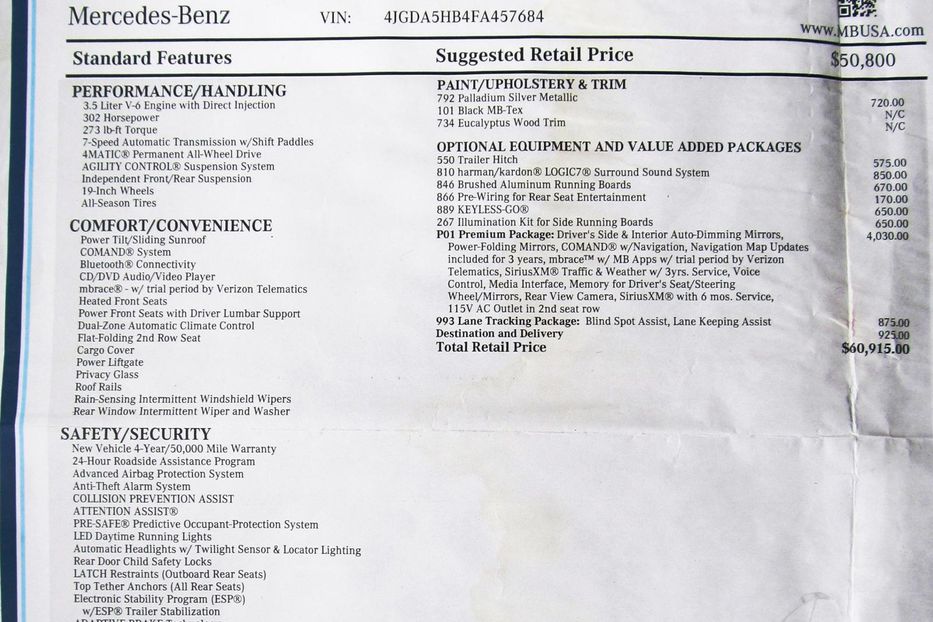 Mercedes-Benz VIN: 4JGDA5HB4FA457684
www.MBUSA.com
Standard Features
Suggested Retail Price $50,800
PERFORMANCE/HANDLING
3.5 Liter V-6 Engine with Direct Injection
302 Horsepower
273 lb-ft Torque
7-Speed Automatic Transmission w/Shift Paddles
4MATIC® Permanent All-Wheel Drive
AGILITY CONTROL® Suspension System
Independent Front/Rear Suspension
19-Inch Wheels
All-Season Tires
COMFORT/CONVENIENCE
Power Tilt/Sliding Sunroof
COMAND® System
Bluetooth® Connectivity
CD/DVD Audio/Video Player
mbrace® - w/ trial period by Verizon Telematics
Heated Front Seats
Power Front Seats with Driver Lumbar Support
Dual-Zone Automatic Climate Control
Flat-Folding 2nd Row Seat
Cargo Cover
Power Liftgate
Privacy Glass
Roof Rails
Rain-Sensing Intermittent Windshield Wipers
Rear Window Intermittent Wiper and Washer
SAFETY/SECURITY
New Vehicle 4-Year/50,000 Mile Warranty
24-Hour Roadside Assistance Program
Advanced Airbag Protection System
Anti-Theft Alarm System
COLLISION PREVENTION ASSIST
ATTENTION ASSIST®
PRE-SAFE® Predictive Occupant-Protection System
LED Daytime Running Lights
Automatic Headlights w/ Twilight Sensor & Locator Lighting
Rear Door Child Safety Locks
LATCH Restraints (Outboard Rear Seats)
Top Tether Anchors (All Rear Seats)
Electronic Stability Program (ESP®)
w/ESP® Trailer Stabilization
ADAPTIVE BRAKE Technology
PAINT/UPHOLSTERY & TRIM
792 Palladium Silver Metallic 720.00
101 Black MB-Tex N/C
734 Eucalyptus Wood Trim N/C
OPTIONAL EQUIPMENT AND VALUE ADDED PACKAGES
550 Trailer Hitch 575.00
810 harman/kardon® LOGIC7® Surround Sound System 850.00
846 Brushed Aluminum Running Boards 670.00
866 Pre-Wiring for Rear Seat Entertainment 170.00
889 KEYLESS-GO® 650.00
267 Illumination Kit for Side Running Boards 650.00
P01 Premium Package: Driver's Side & Interior Auto-Dimming Mirrors, 4,030.00
Power-Folding Mirrors, COMAND® w/Navigation, Navigation Map Updates
included for 3 years, mbrace™ w/ MB Apps w/ trial period by Verizon
Telematics, SiriusXM® Traffic & Weather w/ 3yrs. Service, Voice
Control, Media Interface, Memory for Driver's Seat/Steering
Wheel/Mirrors, Rear View Camera, SiriusXM® with 6 mos. Service,
115V AC Outlet in 2nd seat row
993 Lane Tracking Package: Blind Spot Assist, Lane Keeping Assist 875.00
Destination and Delivery 925.00
Total Retail Price $60,915.00